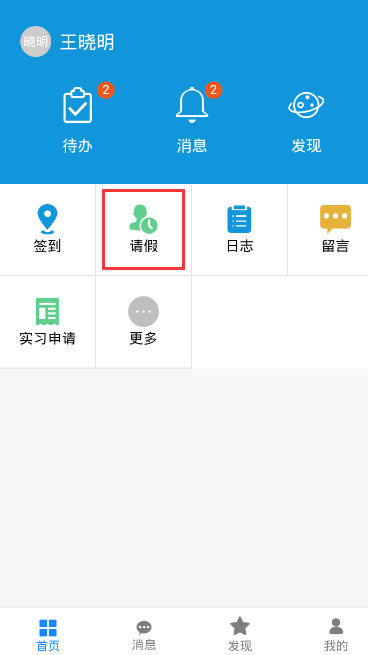 晓明 王晓明
2 2
待办 消息 发现
签到 请假 日志 留言
实习申请 更多
首页 消息 发现 我的